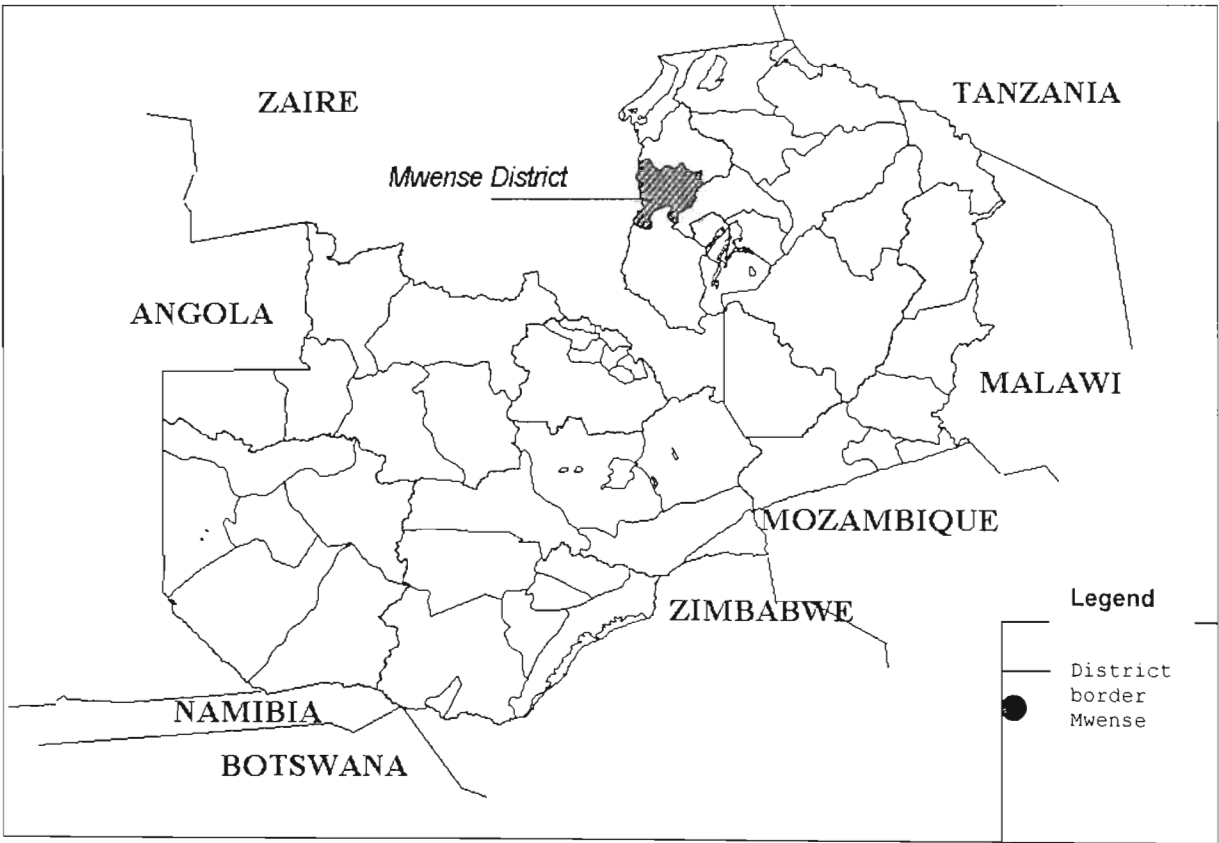 ZAIRE
TANZANIA
Mwense District
ANGOLA
MALAWI
MOZAMBIQUE
ZIMBABWE
Legend
District
border
Mwense
NAMIBIA
BOTSWANA